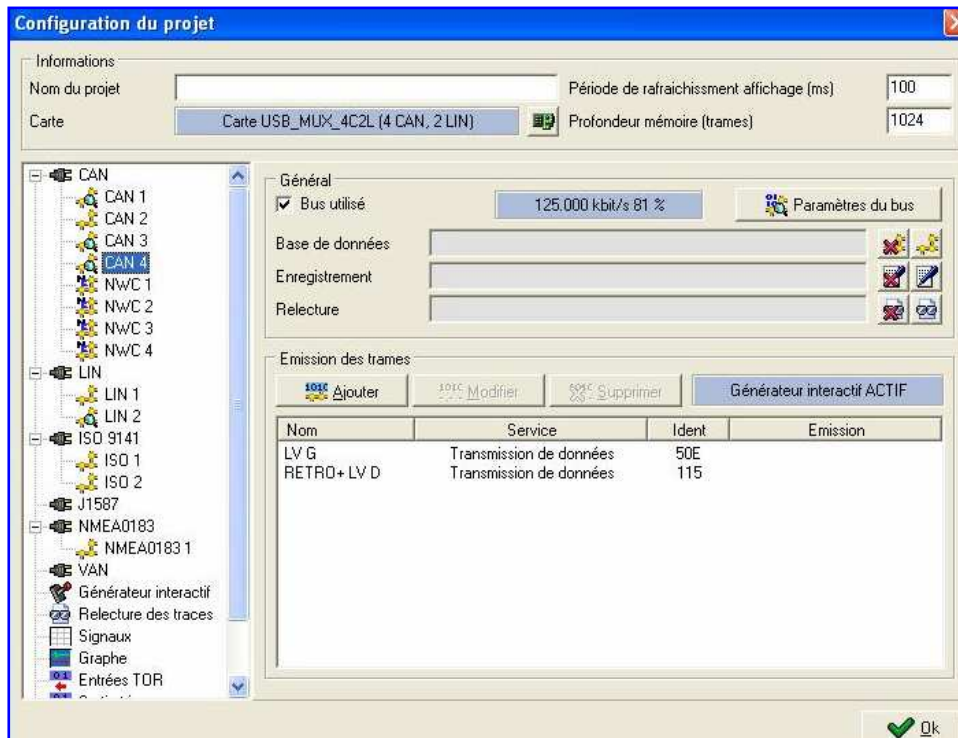 Configuration du projet
Informations
Nom du projet
Période de rafraichissment affichage (ms)
100
Carte
Carte USB_MUX_4C2L (4 CAN, 2 LIN)
Profondeur mémoire (trames)
1024
CAN
CAN 1
CAN 2
CAN 3
CAN 4
NWC 1
NWC 2
NWC 3
NWC 4
LIN
LIN 1
LIN 2
ISO 9141
ISO 1
ISO 2
J1587
NMEA0183
NMEA0183 1
VAN
Générateur interactif
Relecture des traces
Signaux
Graphe
Entrées TOR
Général
Bus utilisé
125.000 kbit/s 81 %
Paramètres du bus
Base de données
Enregistrement
Relecture
Emission des trames
Ajouter
Modifier
Supprimer
Générateur interactif ACTIF
Nom Service Ident Emission
LV G Transmission de données 50E
RETRO+ LV D Transmission de données 115
Ok